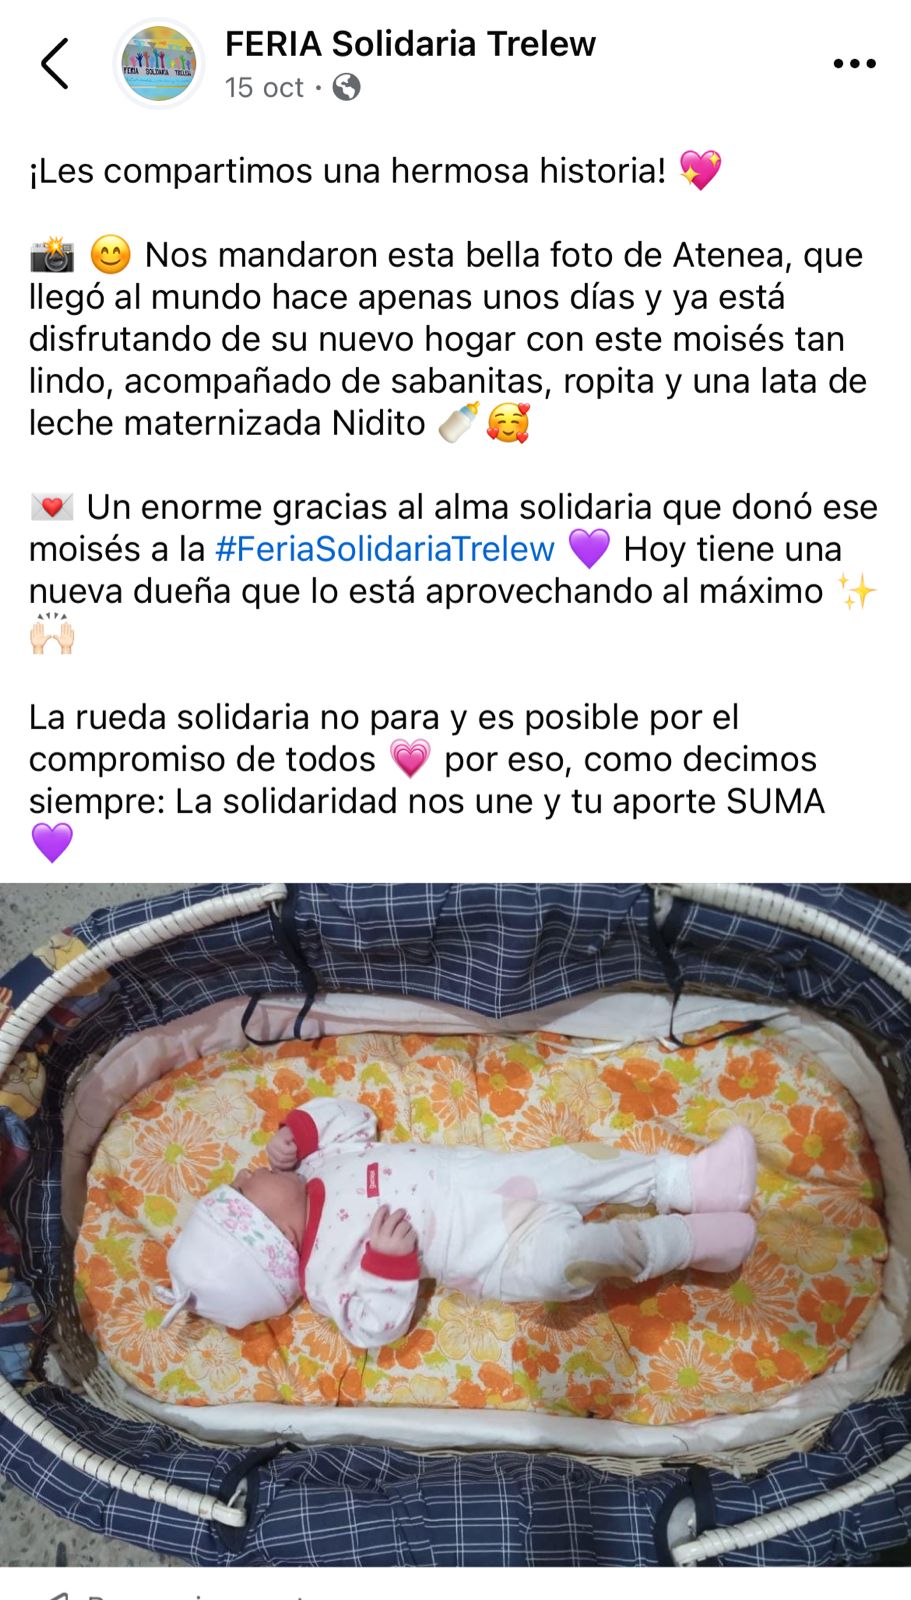 FERIA Solidaria Trelew
15 oct ·
FERIA SOLIDARIA TRELEW
¡Les compartimos una hermosa historia! 💖
📸 😊 Nos mandaron esta bella foto de Atenea, que
llegó al mundo hace apenas unos días y ya está
disfrutando de su nuevo hogar con este moisés tan
lindo, acompañado de sabanitas, ropita y una lata de
leche maternizada Nidito 🍼🥰
💌 Un enorme gracias al alma solidaria que donó ese
moisés a la #FeriaSolidariaTrelew 💜 Hoy tiene una
nueva dueña que lo está aprovechando al máximo ✨
🙌🏻
La rueda solidaria no para y es posible por el
compromiso de todos 💗 por eso, como decimos
siempre: La solidaridad nos une y tu aporte SUMA
💜